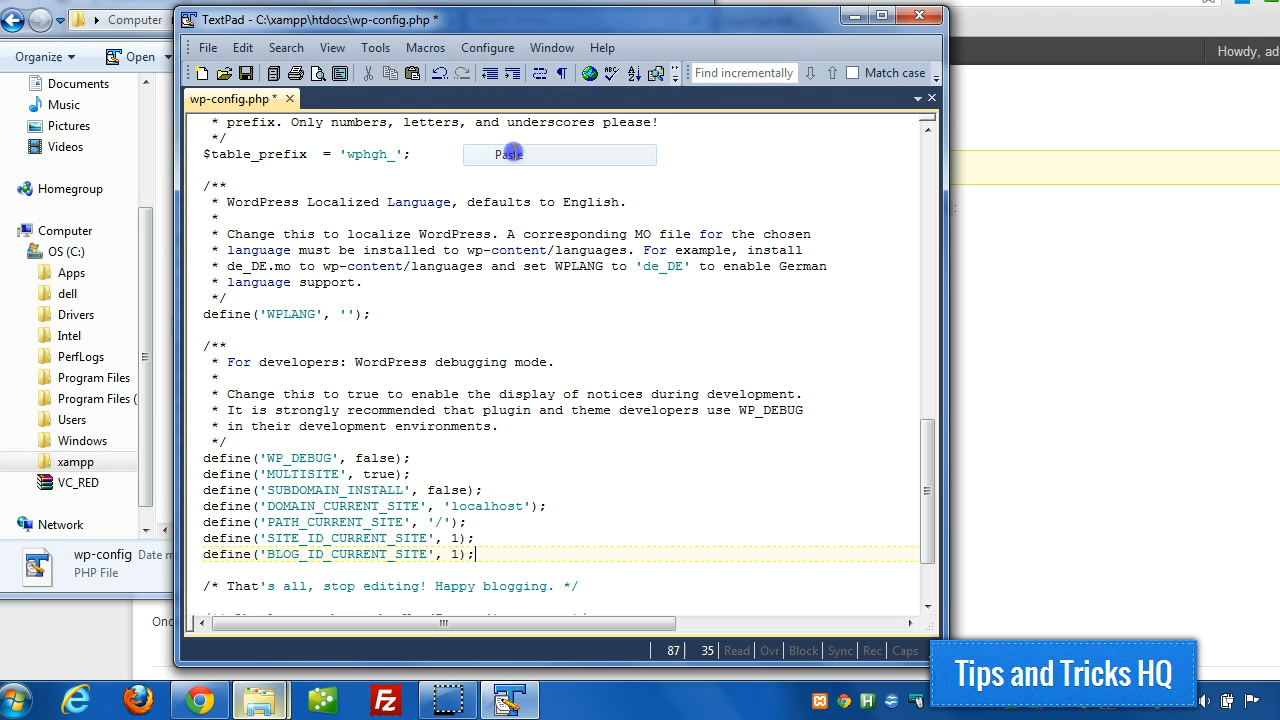 Computer
TextPad - C:\xampp\htdocs\wp-config.php *
Howdy, ad
Organize
Open
File Edit Search View Tools Macros Configure Window Help
Find incrementally
Match case
wp-config.php *
Documents
Music
Pictures
Videos
Homegroup
Computer
OS (C:)
Apps
dell
Drivers
Intel
PerfLogs
Program Files
Program Files (
Users
Windows
xampp
VC_RED
Network
* prefix. Only numbers, letters, and underscores please!
*/
$table_prefix  = 'wphgh_';
Paste
/**
* WordPress Localized Language, defaults to English.
*
* Change this to localize WordPress. A corresponding MO file for the chosen
* language must be installed to wp-content/languages. For example, install
* de_DE.mo to wp-content/languages and set WPLANG to 'de_DE' to enable German
* language support.
*/
define('WPLANG', '');
/**
* For developers: WordPress debugging mode.
*
* Change this to true to enable the display of notices during development.
* It is strongly recommended that plugin and theme developers use WP_DEBUG
* in their development environments.
*/
define('WP_DEBUG', false);
define('MULTISITE', true);
define('SUBDOMAIN_INSTALL', false);
define('DOMAIN_CURRENT_SITE', 'localhost');
define('PATH_CURRENT_SITE', '/');
define('SITE_ID_CURRENT_SITE', 1);
define('BLOG_ID_CURRENT_SITE', 1);
/* That's all, stop editing! Happy blogging. */
wp-config Date m
PHP File
Onc
87 35 Read Ovr Block Sync Rec Caps
Tips and Tricks HQ